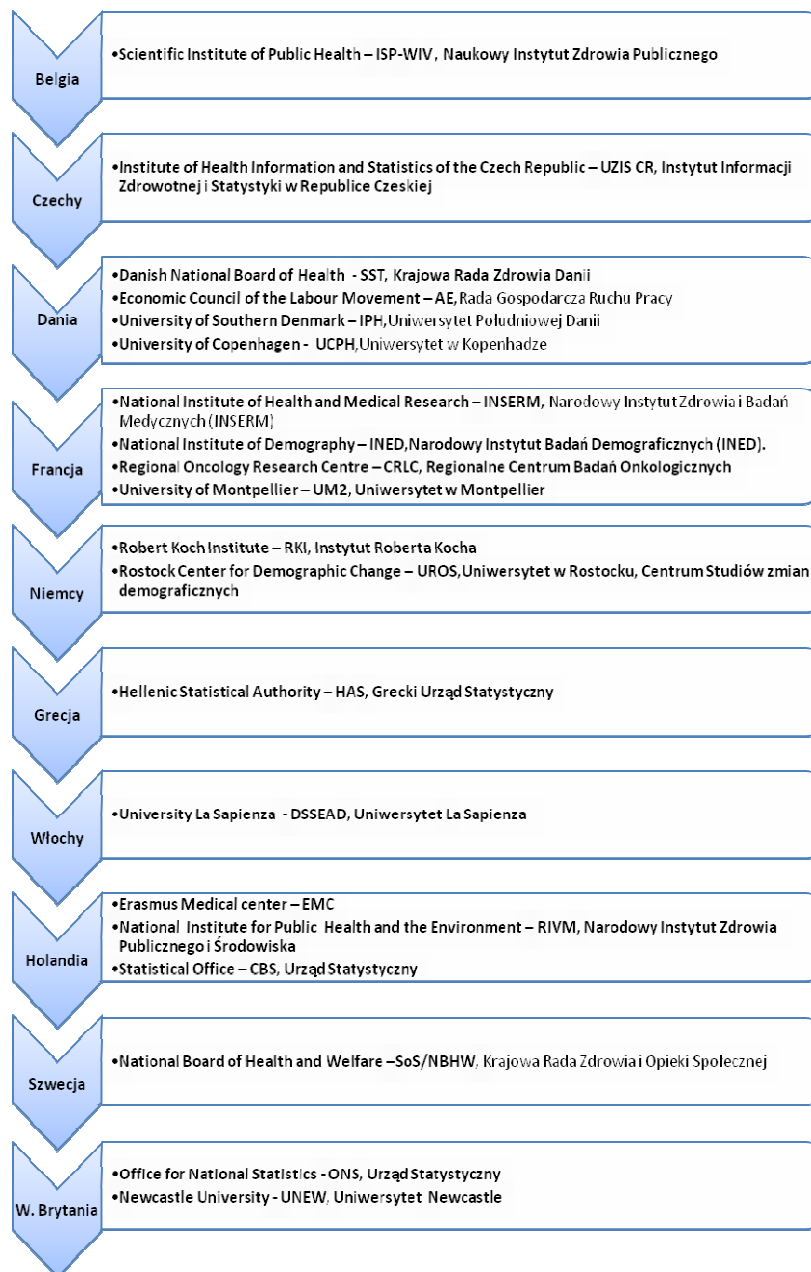 Belgia
•Scientific Institute of Public Health – ISP-WIV, Naukowy Instytut Zdrowia Publicznego
Czechy
•Institute of Health Information and Statistics of the Czech Republic – UZIS CR, Instytut Informacji
Zdrowotnej i Statystyki w Republice Czeskiej
Dania
•Danish National Board of Health - SST, Krajowa Rada Zdrowia Danii
•Economic Council of the Labour Movement – AE, Rada Gospodarcza Ruchu Pracy
•University of Southern Denmark – IPH, Uniwersytet Południowej Danii
•University of Copenhagen - UCPH, Uniwersytet w Kopenhadze
Francja
•National Institute of Health and Medical Research – INSERM, Narodowy Instytut Zdrowia i Badań
Medycznych (INSERM)
•National Institute of Demography – INED, Narodowy Instytut Badań Demograficznych (INED).
•Regional Oncology Research Centre – CRLC, Regionalne Centrum Badań Onkologicznych
•University of Montpellier – UM2, Uniwersytet w Montpellier
Niemcy
•Robert Koch Institute – RKI, Instytut Roberta Kocha
•Rostock Center for Demographic Change – UROS, Uniwersytet w Rostocku, Centrum Studiów zmian
demograficznych
Grecja
•Hellenic Statistical Authority – HAS, Grecki Urząd Statystyczny
Włochy
•University La Sapienza - DSSEAD, Uniwersytet La Sapienza
Holandia
•Erasmus Medical center – EMC
•National Institute for Public Health and the Environment – RIVM, Narodowy Instytut Zdrowia
Publicznego i Środowiska
•Statistical Office – CBS, Urząd Statystyczny
Szwecja
•National Board of Health and Welfare –SoS/NBHW, Krajowa Rada Zdrowia i Opieki Społecznej
W. Brytania
•Office for National Statistics - ONS, Urząd Statystyczny
•Newcastle University - UNEW, Uniwersytet Newcastle